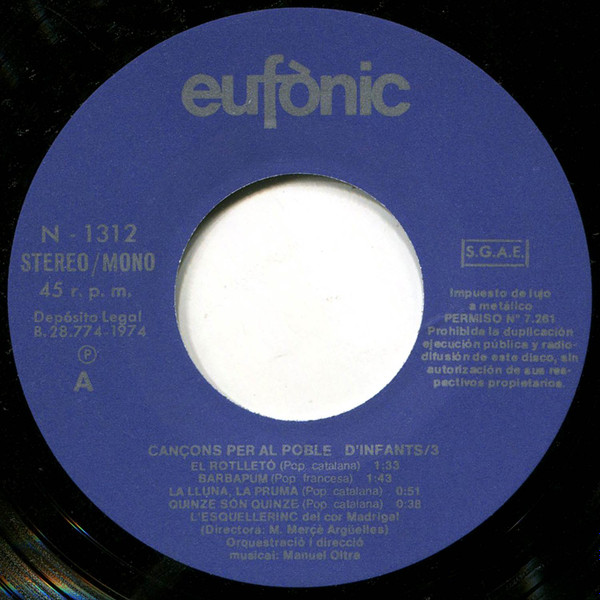 eufònic
N - 1312
STEREO/MONO
45 r. p. m.
Depósito Legal
B. 28.774-1974
P
A
S.G.A.E.
Impuesto de lujo
a metálico
PERMISO Nº 7.261
Prohibida la duplicación
ejecución pública y radio-
difusión de este disco, sin
autorización de sus res-
pectivos propietarios.
CANÇONS PER AL POBLE D'INFANTS/3
EL ROTLLETÓ (Pop. catalana) 1:33
BARBAPUM (Pop. francesa) 1:43
LA LLUNA, LA PRUMA (Pop. catalana) 0:51
QUINZE SÓN QUINZE (Pop. catalana) 0:38
L'ESQUELLERINC del cor Madrigal
(Directora: M. Mercè Argüelles)
Orquestració i direcció
musical: Manuel Oltra